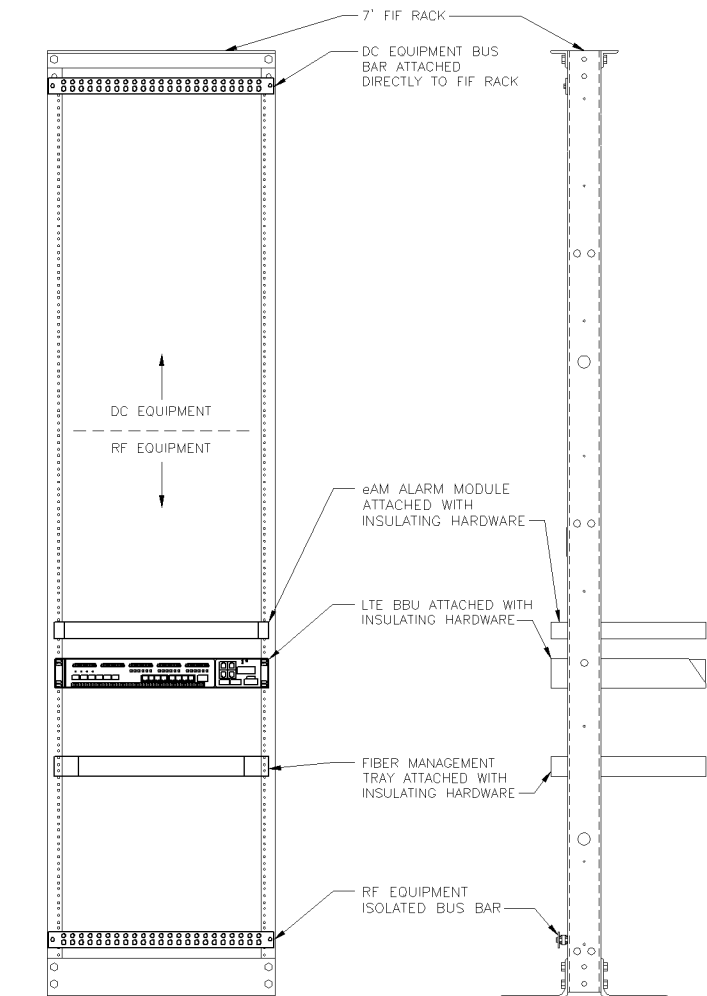 7' FIF RACK
DC EQUIPMENT BUS
BAR ATTACHED
DIRECTLY TO FIF RACK
DC EQUIPMENT
RF EQUIPMENT
eAM ALARM MODULE
ATTACHED WITH
INSULATING HARDWARE
LTE BBU ATTACHED WITH
INSULATING HARDWARE
FIBER MANAGEMENT
TRAY ATTACHED WITH
INSULATING HARDWARE
RF EQUIPMENT
ISOLATED BUS BAR